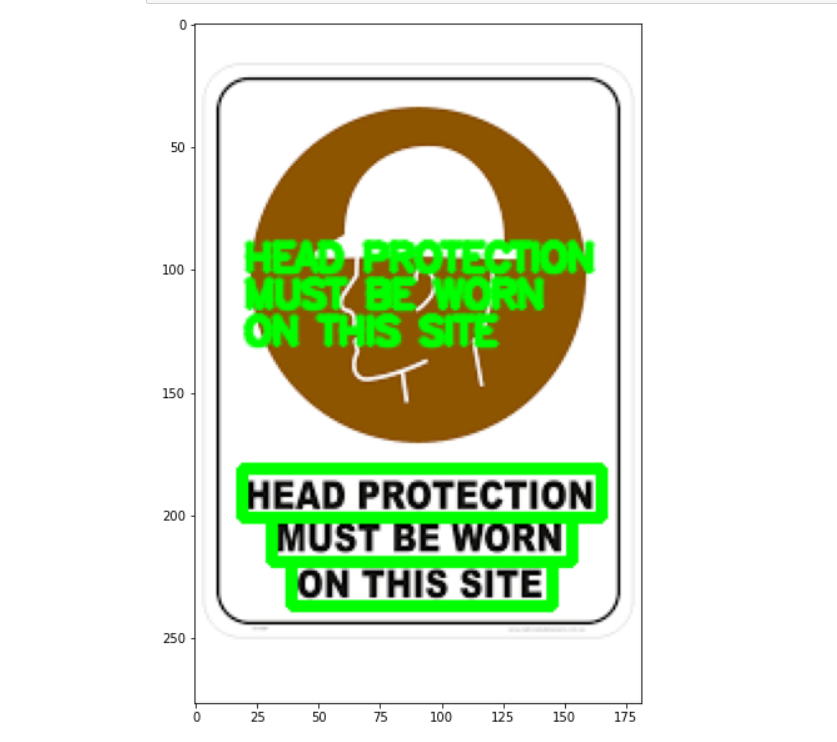 0
50
100
150
200
250
HEAD PROTECTION
MUST BE WORN
ON THIS SITE
HEAD PROTECTION
MUST BE WORN
ON THIS SITE
0 25 50 75 100 125 150 175